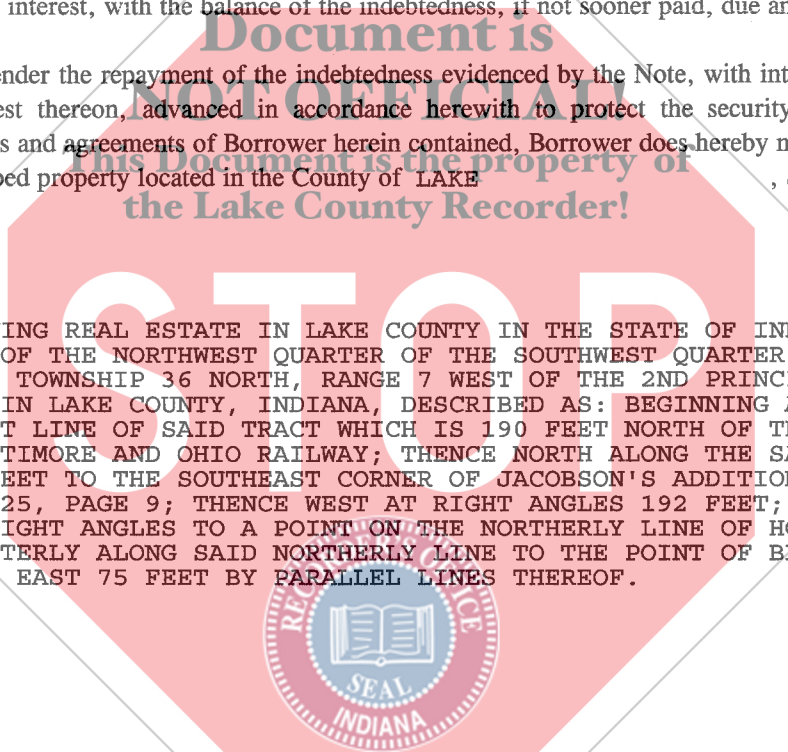 interest, with the balance of the indebtedness, if not sooner paid, due an
Document is
ender the repayment of the indebtedness evidenced by the Note, with int
NOT OFFICIAL!
est thereon, advanced in accordance herewith to protect the security
s and agreements of Borrower herein contained, Borrower does hereby m
This Document is the property of
bed property located in the County of LAKE ,
the Lake County Recorder!
STOP
ING REAL ESTATE IN LAKE COUNTY IN THE STATE OF IN
OF THE NORTHWEST QUARTER OF THE SOUTHWEST QUARTER
TOWNSHIP 36 NORTH, RANGE 7 WEST OF THE 2ND PRINC
IN LAKE COUNTY, INDIANA, DESCRIBED AS: BEGINNING A
T LINE OF SAID TRACT WHICH IS 190 FEET NORTH OF T
TIMORE AND OHIO RAILWAY; THENCE NORTH ALONG THE SA
EET TO THE SOUTHEAST CORNER OF JACOBSON'S ADDITIO
25, PAGE 9; THENCE WEST AT RIGHT ANGLES 192 FEET;
IGHT ANGLES TO A POINT ON THE NORTHERLY LINE OF HO
TERLY ALONG SAID NORTHERLY LINE TO THE POINT OF B
EAST 75 FEET BY PARALLEL LINES THEREOF.
RECORDER'S OFFICE
SEAL
INDIANA